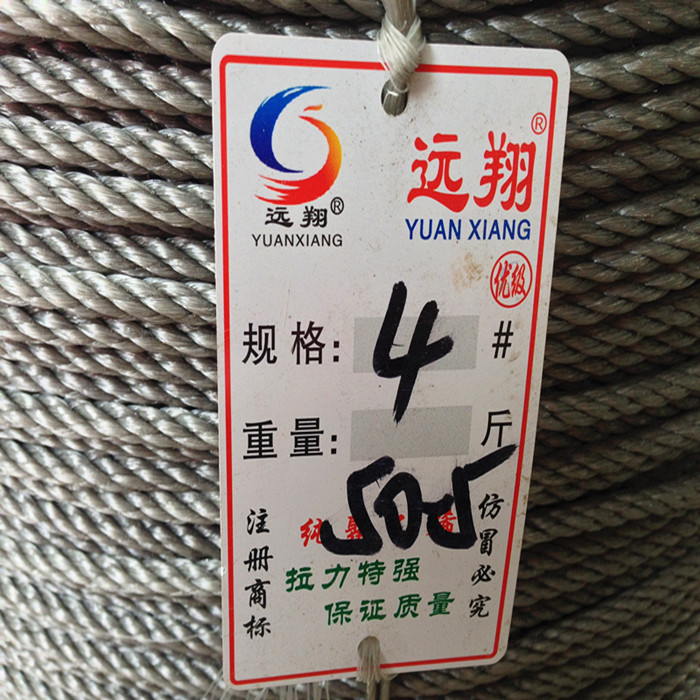 远翔®
YUANXIANG
远翔®
YUAN XIANG
优级
规格: 4 #
重量: 斤
505
注册商标
纯
拉力特强
保证质量
仿冒必究